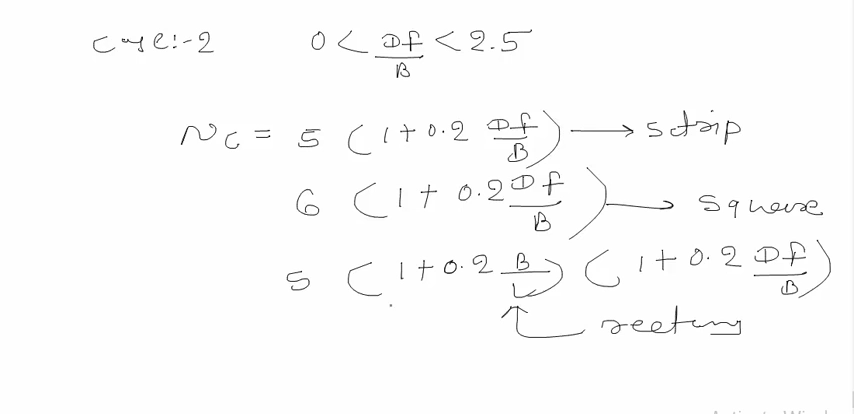 Case:-2 0 < Df/B < 2.5
Nc = 5 (1+0.2 Df/B) → strip
6 (1+0.2 Df/B) → square
5 (1+0.2 B/L) (1+0.2 Df/B)
rectang